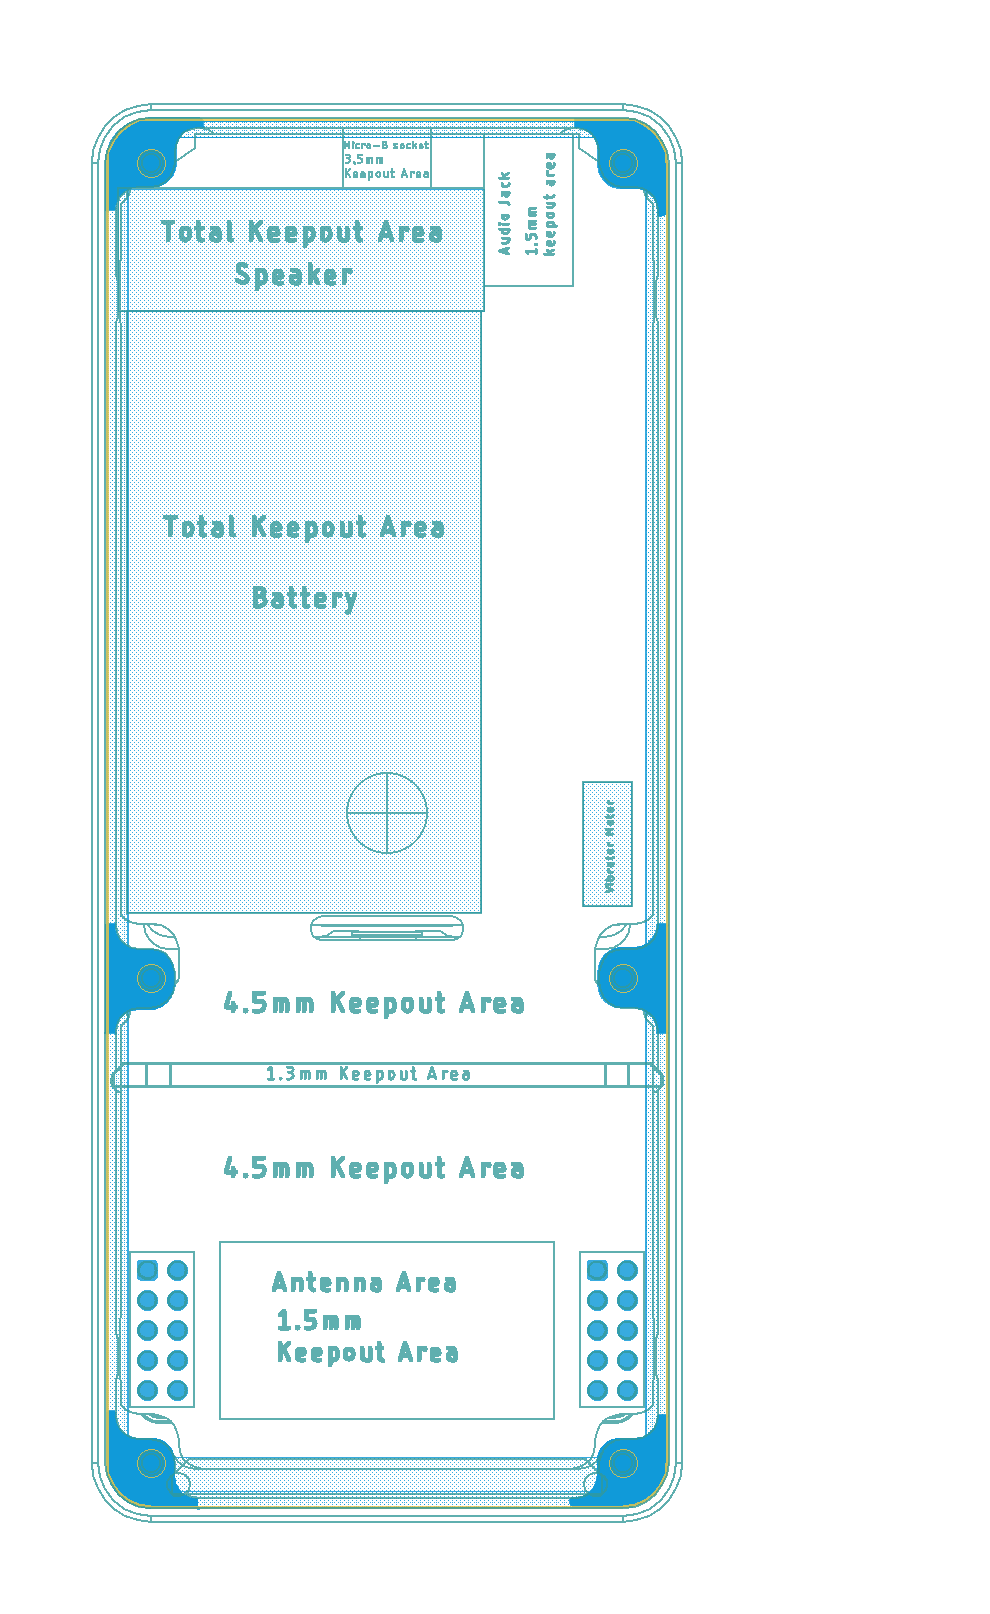 Micro-B socket
3,5mm
Keepout Area
Audio Jack
1.5mm
keepout area
Total Keepout Area
Speaker
Total Keepout Area
Battery
Vibrator Motor
4.5mm Keepout Area
1.3mm Keepout Area
4.5mm Keepout Area
Antenna Area
1.5mm
Keepout Area